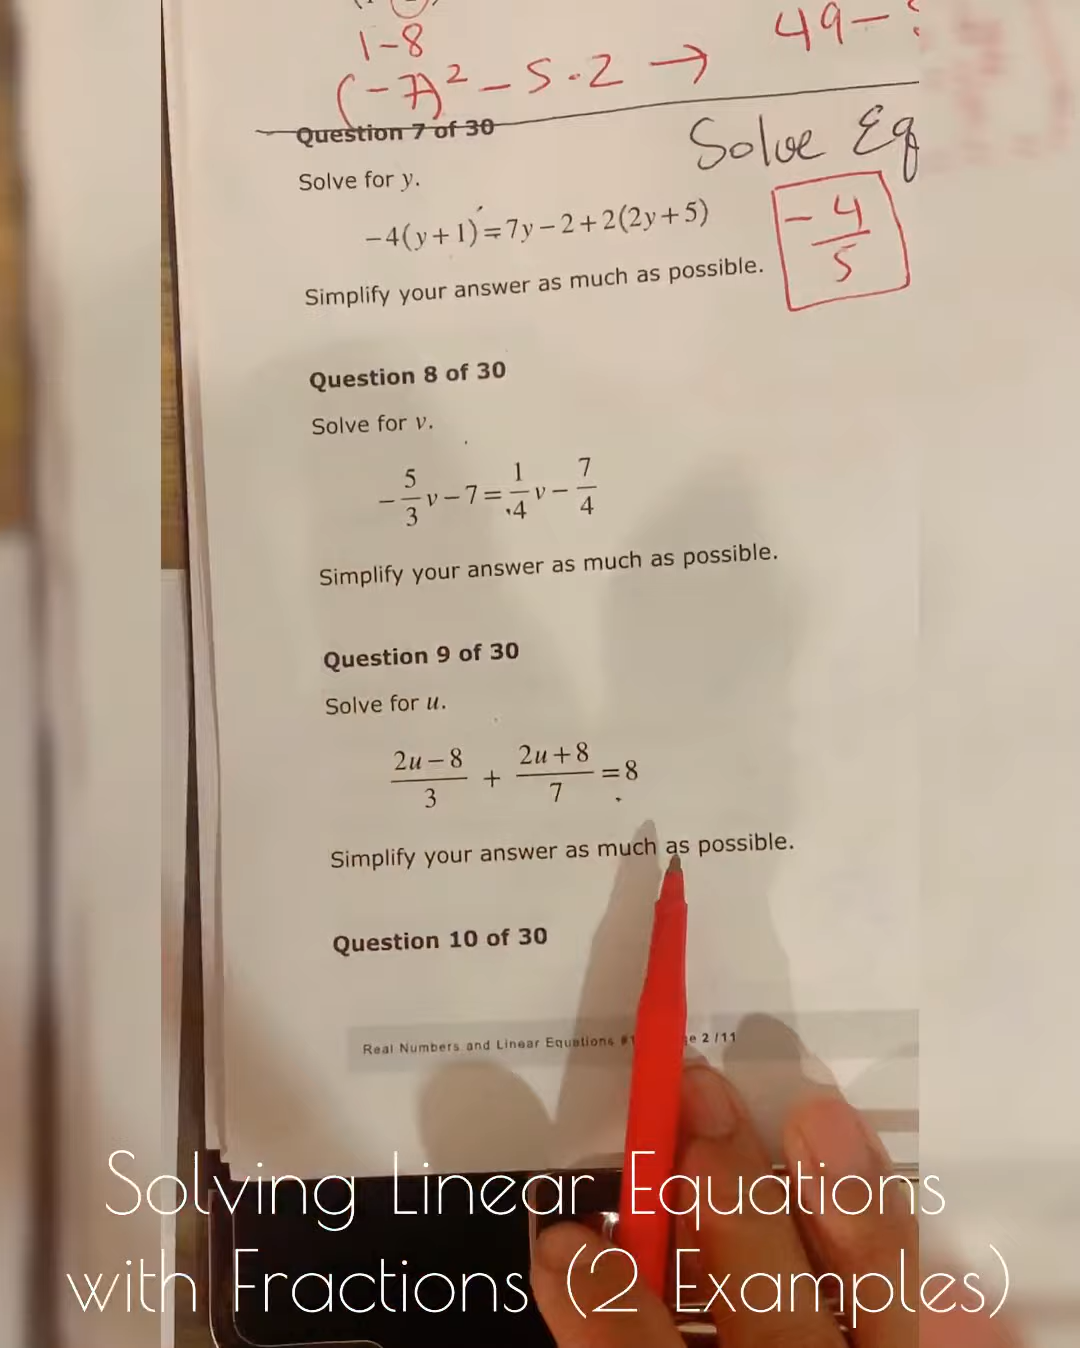 1-8
(-7)² - 5·2 → 49-
Question 7 of 30
Solve Eq
Solve for y.
-4(y+1)=7y-2+2(2y+5)
-4/5
Simplify your answer as much as possible.
Question 8 of 30
Solve for v.
-5/3 v-7=1/4 v-7/4
Simplify your answer as much as possible.
Question 9 of 30
Solve for u.
(2u-8)/3 + (2u+8)/7 =8
Simplify your answer as much as possible.
Question 10 of 30
Real Numbers and Linear Equations 2/11
Solving Linear Equations
with Fractions (2 Examples)